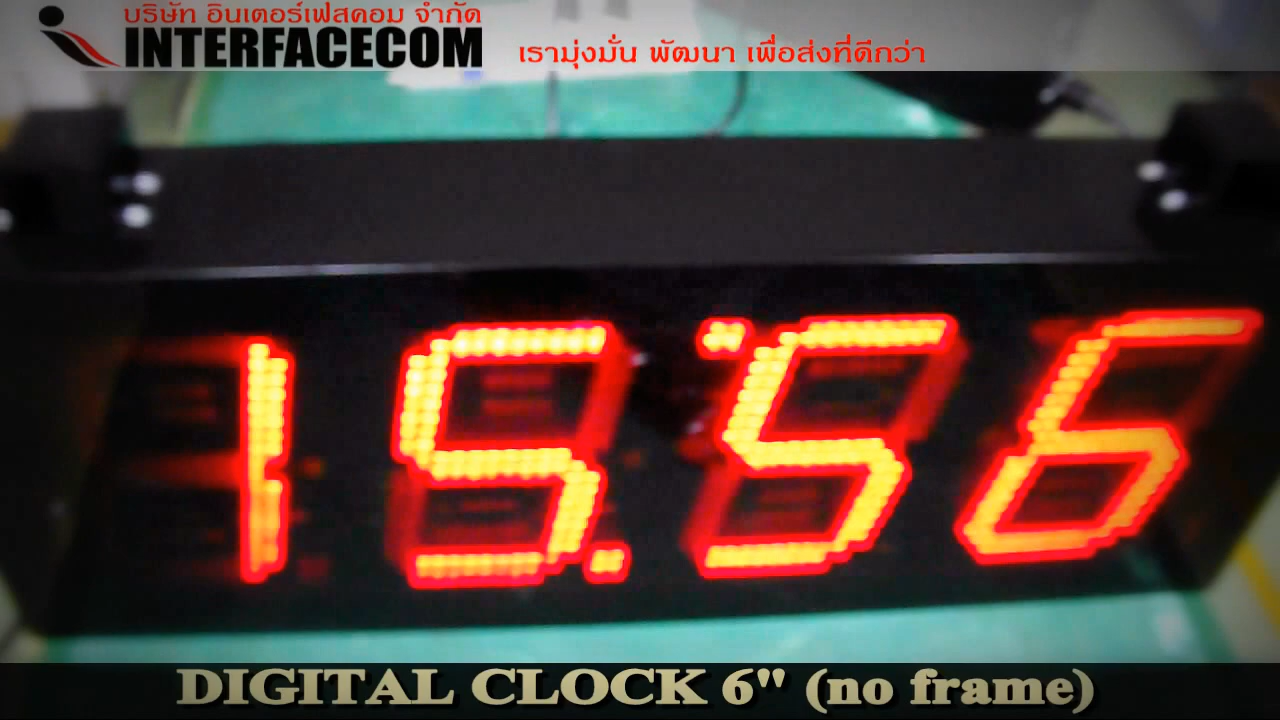 บริษัท อินเตอร์เฟสคอม จำกัด
INTERFACECOM
เรามุ่งมั่น พัฒนา เพื่อส่งที่ดีกว่า
15:56
DIGITAL CLOCK 6" (no frame)